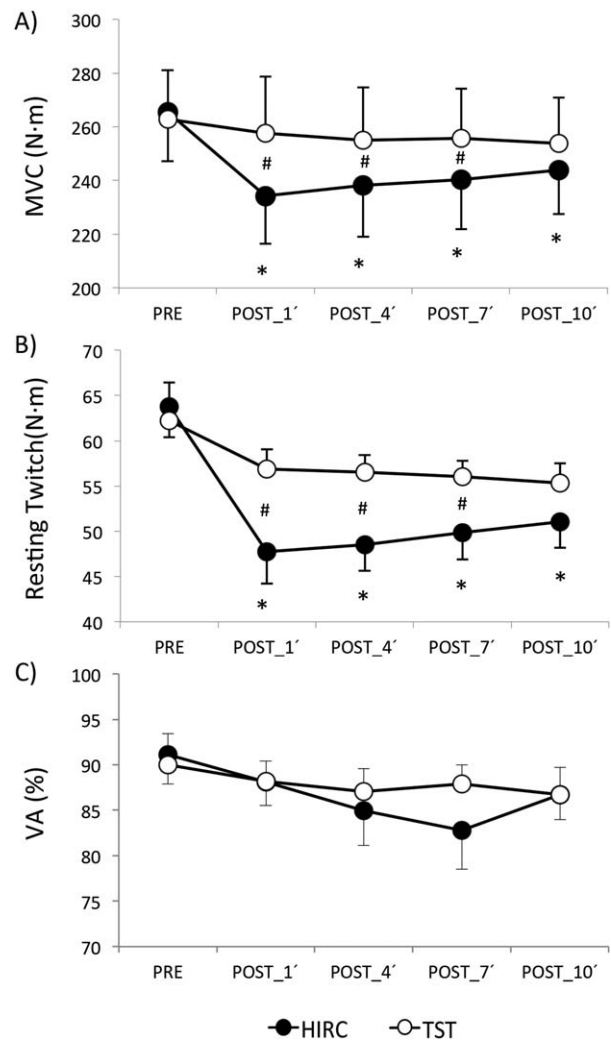 A)
MVC (N·m)
300
280
260
240
220
200
# # #
* * * *
PRE POST_1´ POST_4´ POST_7´ POST_10´
B)
Resting Twitch(N·m)
70
65
60
55
50
45
40
# # #
* * * *
PRE POST_1´ POST_4´ POST_7´ POST_10´
C)
VA (%)
100
95
90
85
80
75
70
PRE POST_1´ POST_4´ POST_7´ POST_10´
HIRC TST